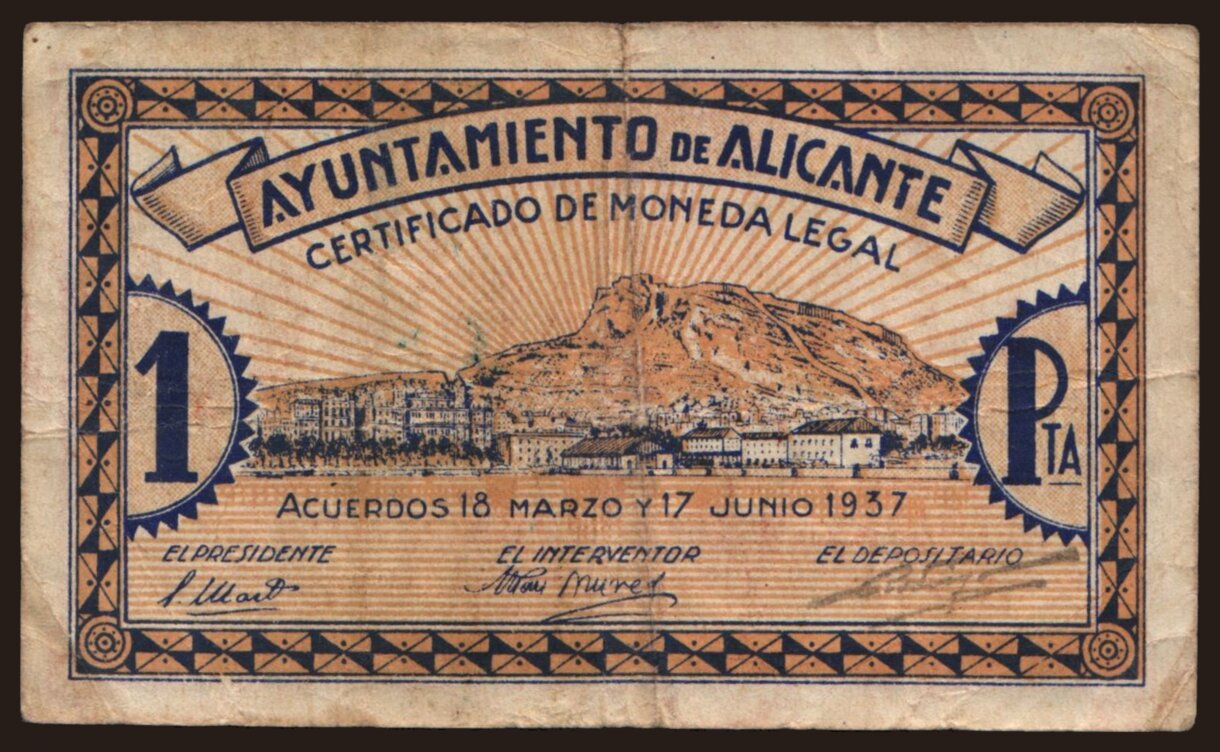 AYUNTAMIENTO DE ALICANTE
CERTIFICADO DE MONEDA LEGAL
1
1 PTA
ACUERDOS 18 MARZO Y 17 JUNIO 1937
EL PRESIDENTE EL INTERVENTOR EL DEPOSITARIO